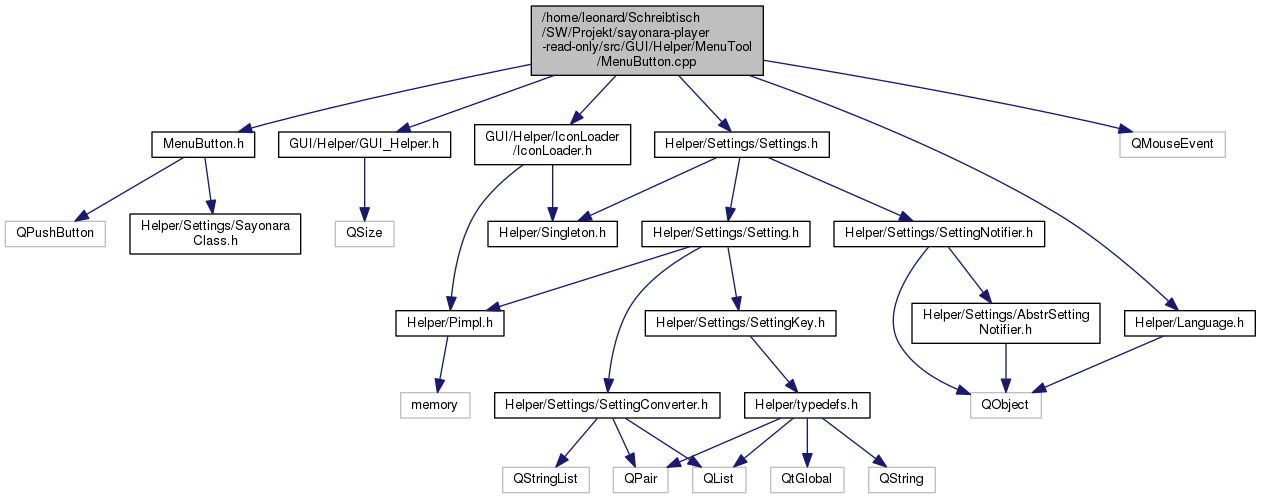 /home/leonard/Schreibtisch
/SW/Projekt/sayonara-player
-read-only/src/GUI/Helper/MenuTool
/MenuButton.cpp
MenuButton.h
GUI/Helper/GUI_Helper.h
GUI/Helper/IconLoader
/IconLoader.h
Helper/Settings/Settings.h
QMouseEvent
QPushButton
Helper/Settings/Sayonara
Class.h
QSize
Helper/Singleton.h
Helper/Settings/Setting.h
Helper/Settings/SettingNotifier.h
Helper/Pimpl.h
Helper/Settings/SettingKey.h
Helper/Settings/AbstrSetting
Notifier.h
Helper/Language.h
memory
Helper/Settings/SettingConverter.h
Helper/typedefs.h
QObject
QStringList
QPair
QList
QtGlobal
QString